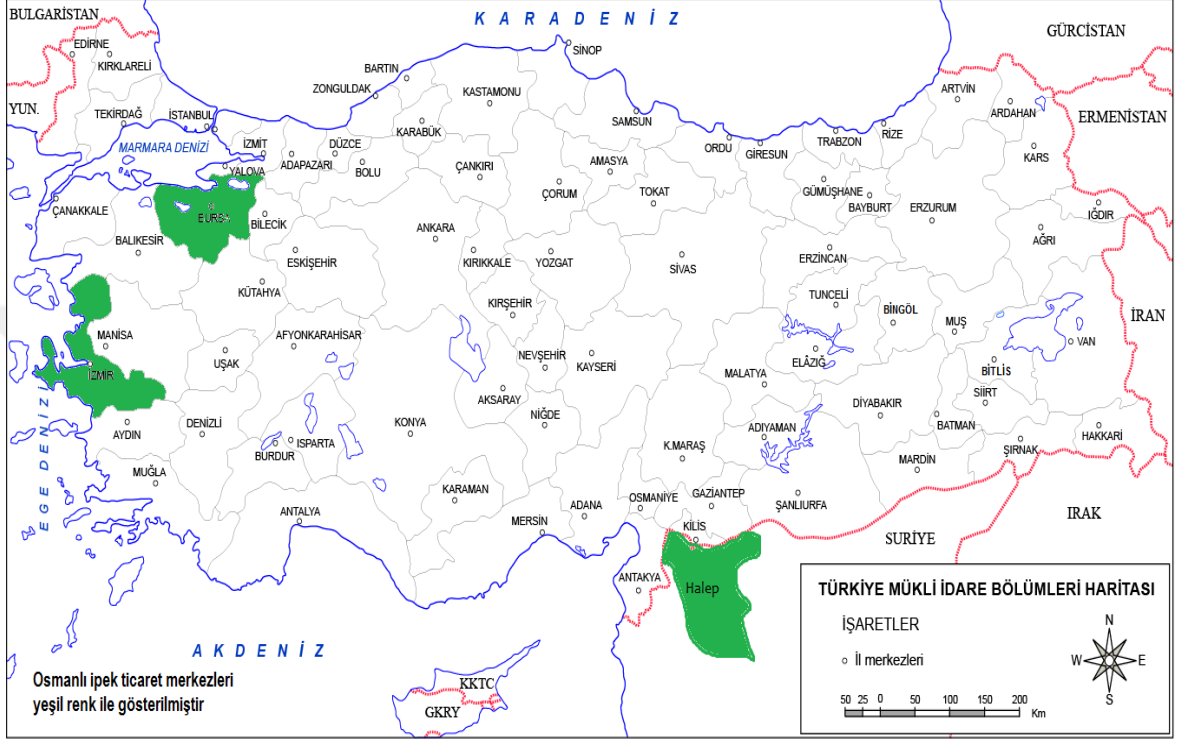 BULGARİSTAN
K A R A D E N İ Z
GÜRCİSTAN
SİNOP
EDİRNE
KIRKLARELİ
BARTIN
ZONGULDAK
KASTAMONU
ARTVİN
ARDAHAN
YUN.
TEKİRDAĞ
İSTANBUL
SAMSUN
ERMENİSTAN
KARABÜK
RİZE
TRABZON
ORDU
GİRESUN
KARS
MARMARA DENİZİ
İZMİT
DÜZCE
ADAPAZARI
BOLU
YALOVA
ÇANKIRI
AMASYA
ÇORUM
TOKAT
GÜMÜŞHANE
BAYBURT
ERZURUM
IĞDIR
ÇANAKKALE
BURSA
BİLECİK
ANKARA
AĞRI
BALIKESİR
ESKİŞEHİR
KIRIKKALE
YOZGAT
SİVAS
ERZİNCAN
KÜTAHYA
KIRŞEHİR
TUNCELİ
BİNGÖL
İRAN
MANİSA
AFYONKARAHİSAR
MUŞ
VAN
UŞAK
NEVŞEHİR
KAYSERİ
ELÂZIĞ
BİTLİS
İZMİR
MALATYA
SİİRT
AKSARAY
DİYABAKIR
NİĞDE
BATMAN
AYDIN
DENİZLİ
KONYA
ADIYAMAN
HAKKARİ
ISPARTA
BURDUR
K.MARAŞ
ŞIRNAK
MARDİN
EGE DENİZİ
MUĞLA
KARAMAN
GAZİANTEP
ŞANLIURFA
OSMANİYE
ANTALYA
ADANA
MERSİN
IRAK
KİLİS
SURİYE
ANTAKYA
Halep
TÜRKİYE MÜKLİ İDARE BÖLÜMLERİ HARİTASI
İŞARETLER
İl merkezleri
N
W E
S
50 25 0 50 100 150 200
Km
A K D E N İ Z
Osmanlı ipek ticaret merkezleri
yeşil renk ile gösterilmiştir
KKTC
GKRY